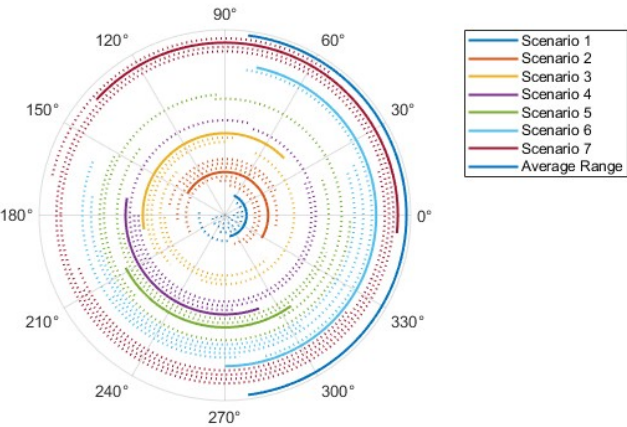 90°
120°
60°
150°
30°
180°
0°
210°
330°
240°
300°
270°
Scenario 1
Scenario 2
Scenario 3
Scenario 4
Scenario 5
Scenario 6
Scenario 7
Average Range